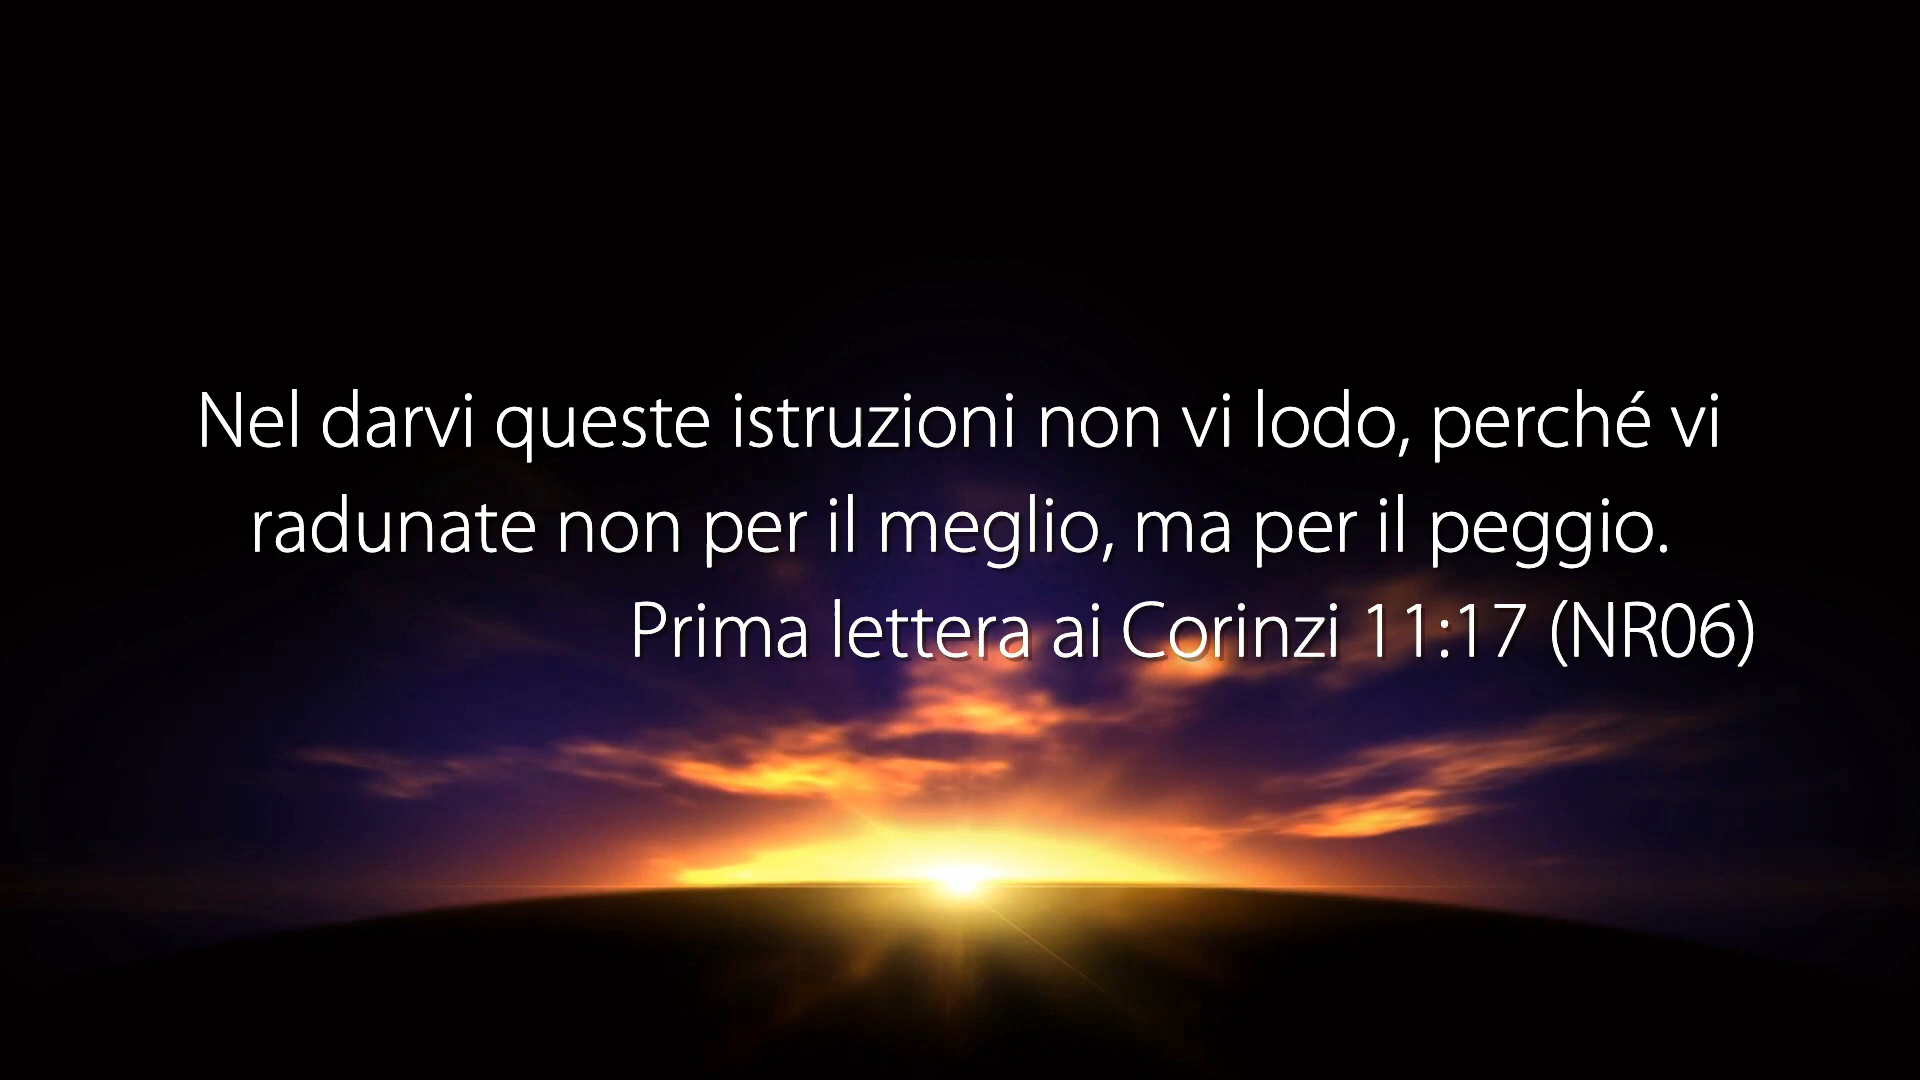 Nel darvi queste istruzioni non vi lodo, perché vi
radunate non per il meglio, ma per il peggio.
Prima lettera ai Corinzi 11:17 (NR06)